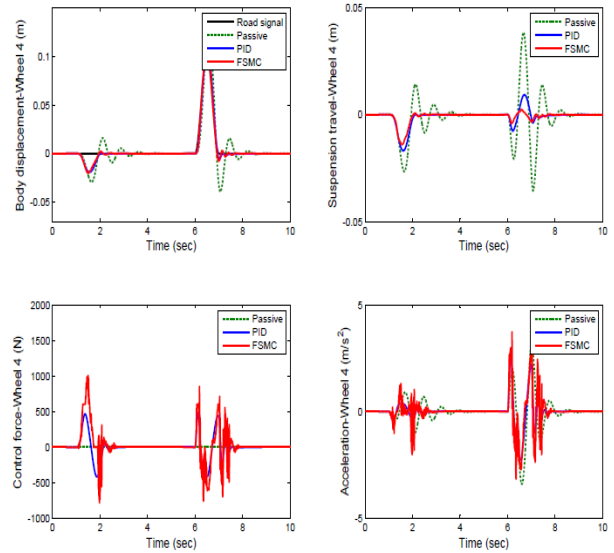 Body displacement-Wheel 4 (m)
0.1
0.05
0
-0.05
0 2 4 6 8 10
Time (sec)
Road signal
Passive
PID
FSMC
Suspension travel-Wheel 4 (m)
0.05
0
-0.05
0 2 4 6 8 10
Time (sec)
Passive
PID
FSMC
Control force-Wheel 4 (N)
2000
1500
1000
500
0
-500
-1000
0 2 4 6 8 10
Time (sec)
Passive
PID
FSMC
Acceleration-Wheel 4 (m/s²)
5
0
-5
0 2 4 6 8 10
Time (sec)
Passive
PID
FSMC